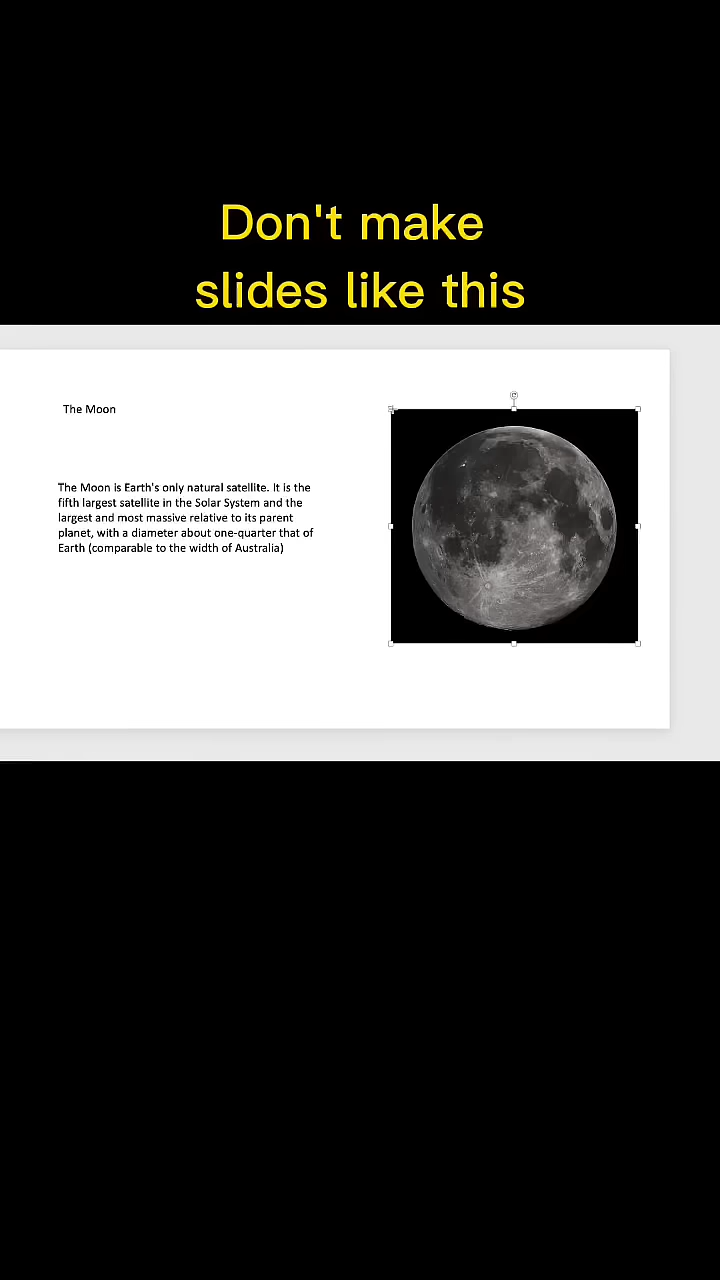 Don't make
slides like this
The Moon
The Moon is Earth's only natural satellite. It is the
fifth largest satellite in the Solar System and the
largest and most massive relative to its parent
planet, with a diameter about one-quarter that of
Earth (comparable to the width of Australia)